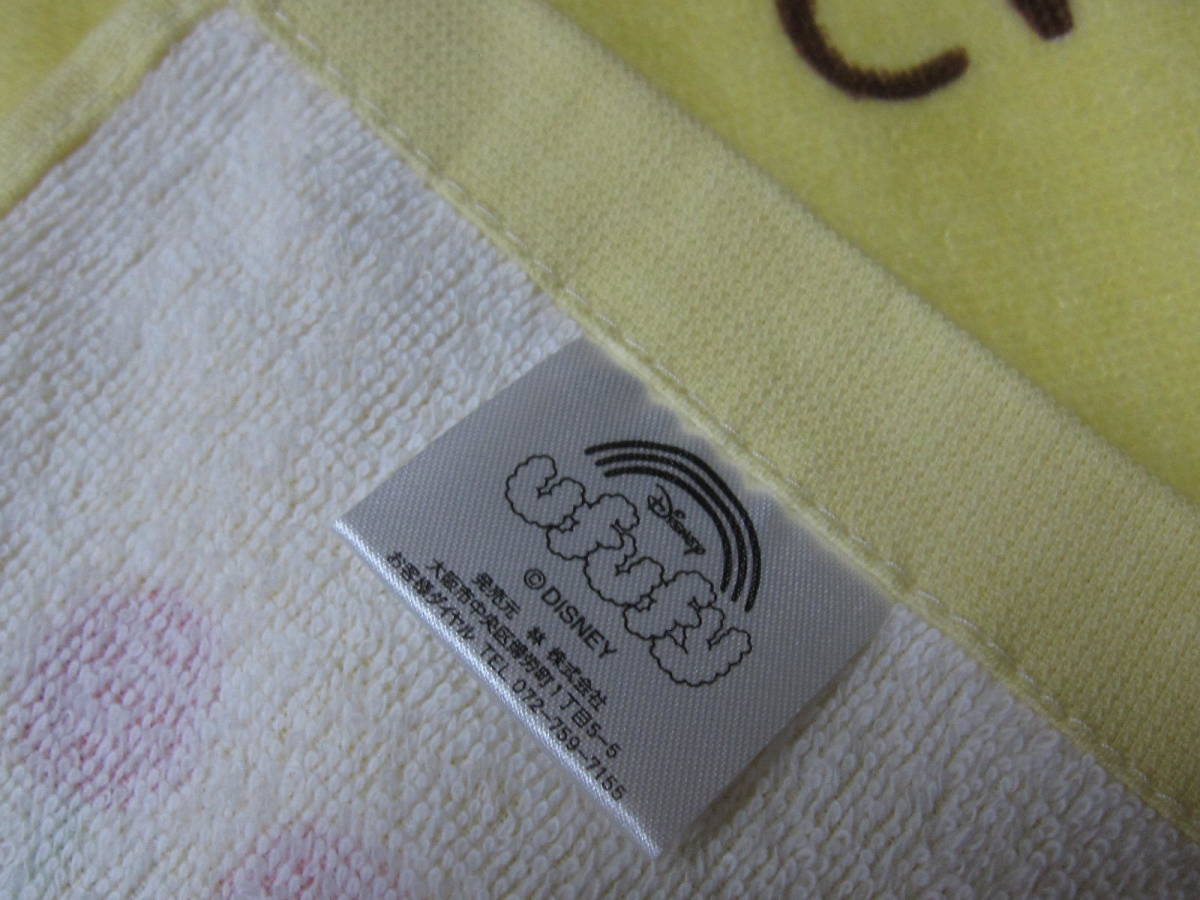 Disney
ufufy
©DISNEY
発売元 林 株式会社
大阪市中央区博労町1丁目5-5
お客様ダイヤル
TEL 072-759-7155